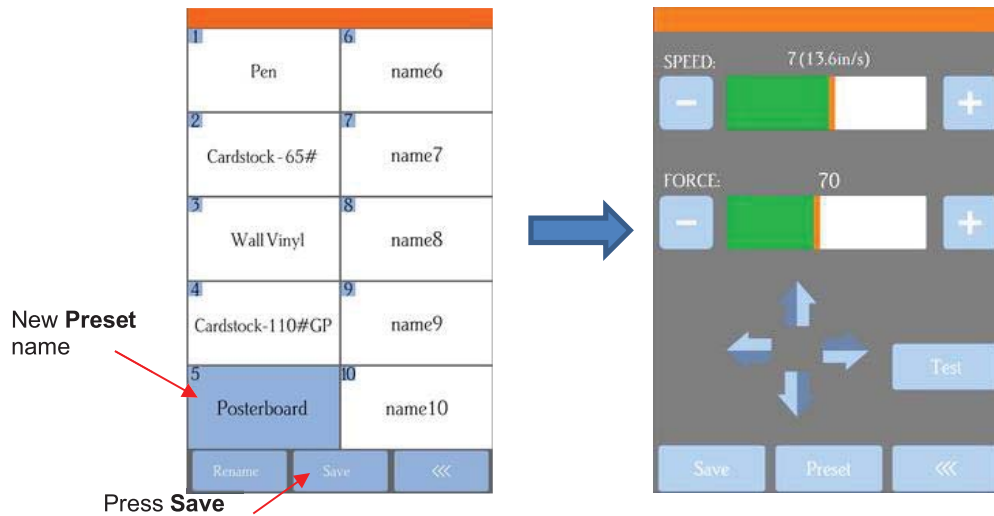 1
Pen
6
name6
2
Cardstock - 65#
7
name7
3
Wall Vinyl
8
name8
4
Cardstock-110#GP
9
name9
5
Posterboard
10
name10
Rename
Save
<<<
New Preset
name
Press Save
SPEED:
7 (13.6in/s)
-
+
FORCE:
70
-
+
Test
Save
Preset
<<<